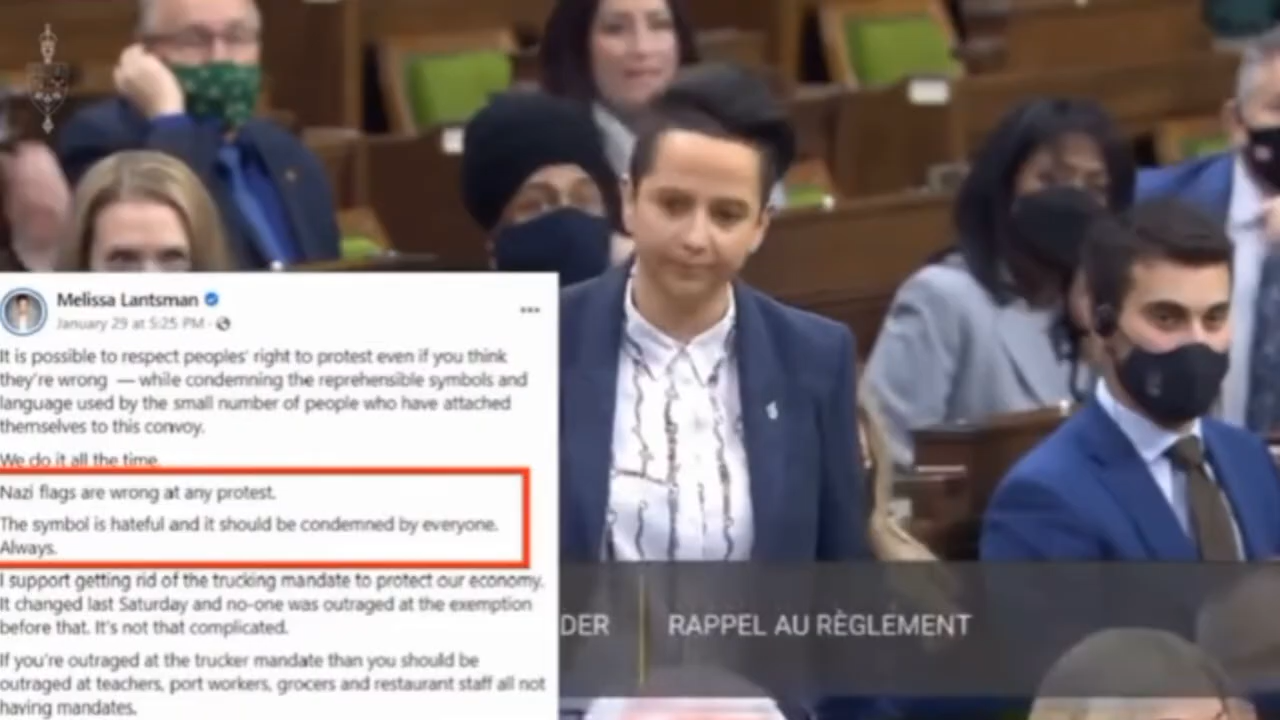 Melissa Lantsman
January 29 at 5:25 PM ·
It is possible to respect peoples' right to protest even if you think
they're wrong — while condemning the reprehensible symbols and
language used by the small number of people who have attached
themselves to this convoy.
We do it all the time.
Nazi flags are wrong at any protest.
The symbol is hateful and it should be condemned by everyone.
Always.
I support getting rid of the trucking mandate to protect our economy.
It changed last Saturday and no-one was outraged at the exemption
before that. It's not that complicated.
If you're outraged at the trucker mandate than you should be
outraged at teachers, port workers, grocers and restaurant staff all not
having mandates.
DER RAPPEL AU RÈGLEMENT